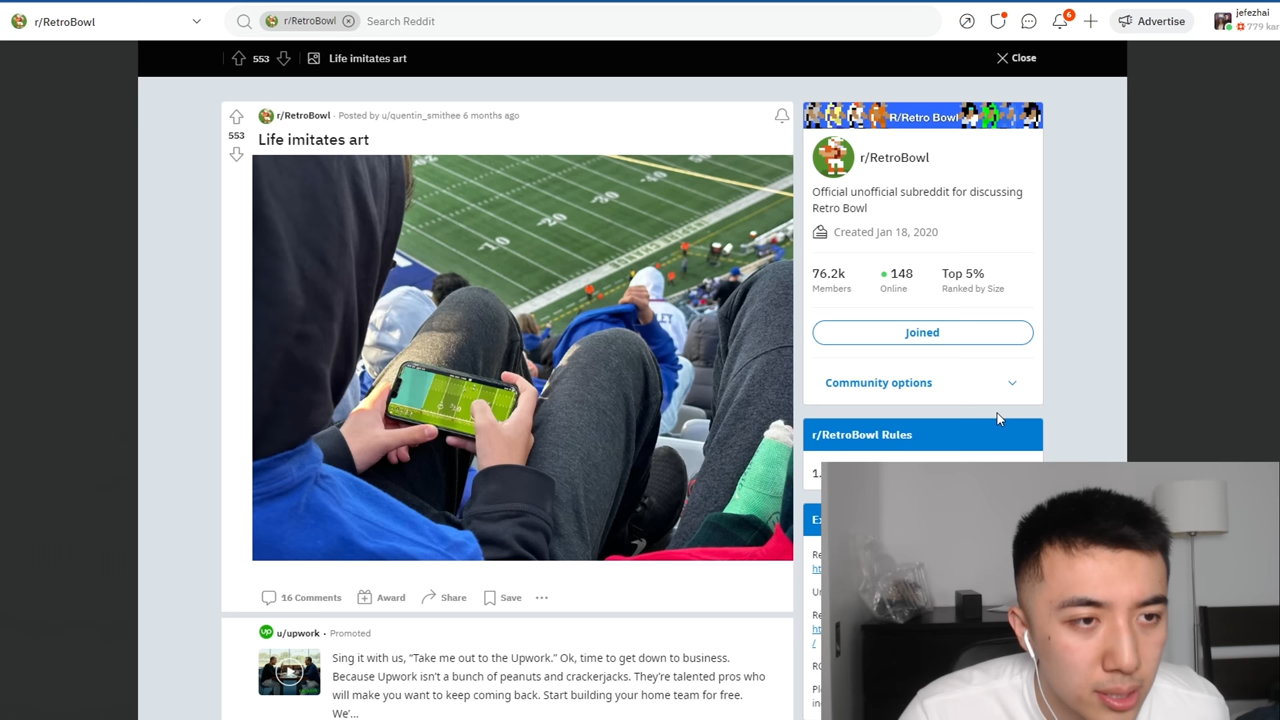 r/RetroBowl
r/RetroBowl
Search Reddit
6
Advertise
jefezhai
779 kar
553
Life imitates art
Close
r/RetroBowl · Posted by u/quentin_smithee 6 months ago
553
Life imitates art
16 Comments
Award
Share
Save
u/upwork · Promoted
Sing it with us, "Take me out to the Upwork." Ok, time to get down to business.
Because Upwork isn't a bunch of peanuts and crackerjacks. They're talented pros who
will make you want to keep coming back. Start building your home team for free.
We'...
R/Retro Bowl
r/RetroBowl
Official unofficial subreddit for discussing
Retro Bowl
Created Jan 18, 2020
76.2k
148
Top 5%
Members
Online
Ranked by Size
Joined
Community options
r/RetroBowl Rules
1.